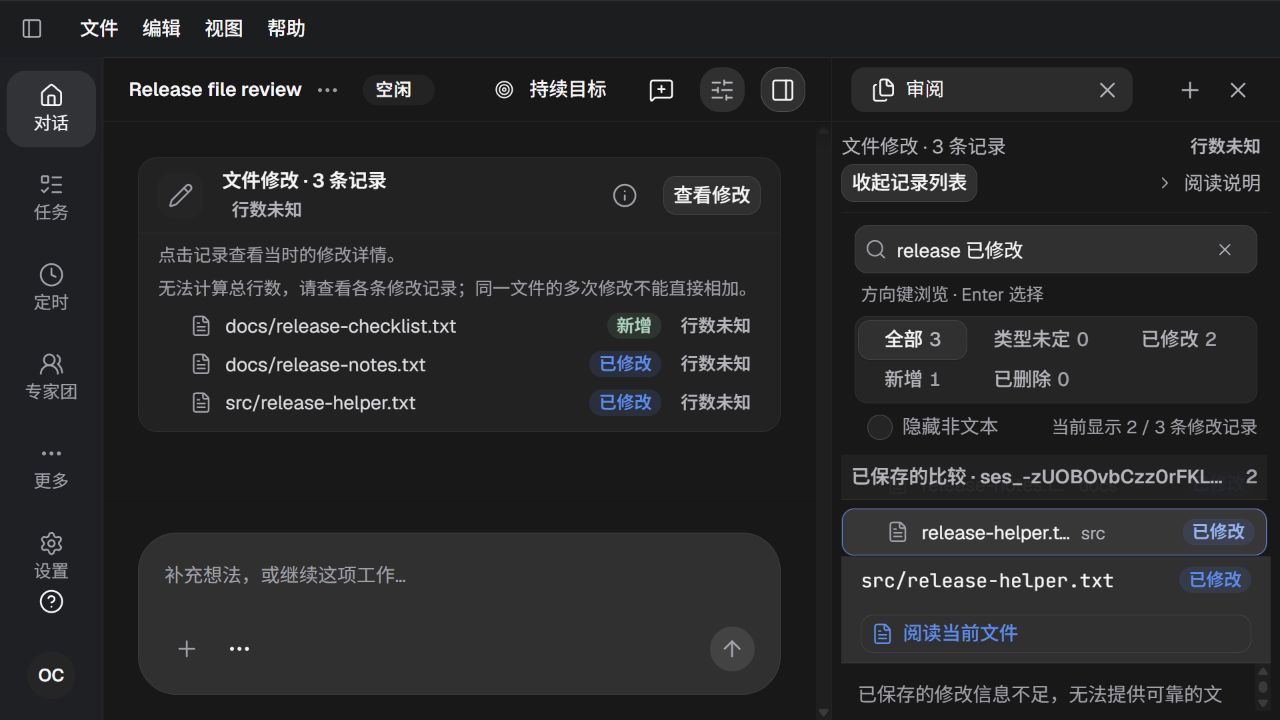 文件 编辑 视图 帮助
对话
任务
定时
专家团
更多
设置
OC
Release file review ··· 空闲 持续目标
文件修改 · 3 条记录
行数未知
查看修改
点击记录查看当时的修改详情。
无法计算总行数，请查看各条修改记录；同一文件的多次修改不能直接相加。
docs/release-checklist.txt 新增 行数未知
docs/release-notes.txt 已修改 行数未知
src/release-helper.txt 已修改 行数未知
补充想法，或继续这项工作...
审阅
文件修改 · 3 条记录 行数未知
收起记录列表 阅读说明
release 已修改
方向键浏览 · Enter 选择
全部 3 类型未定 0 已修改 2
新增 1 已删除 0
隐藏非文本 当前显示 2 / 3 条修改记录
已保存的比较 · ses_-zUOBOvbCzz0rFKL... 2
release-helper.t... src 已修改
src/release-helper.txt 已修改
阅读当前文件
已保存的修改信息不足，无法提供可靠的文